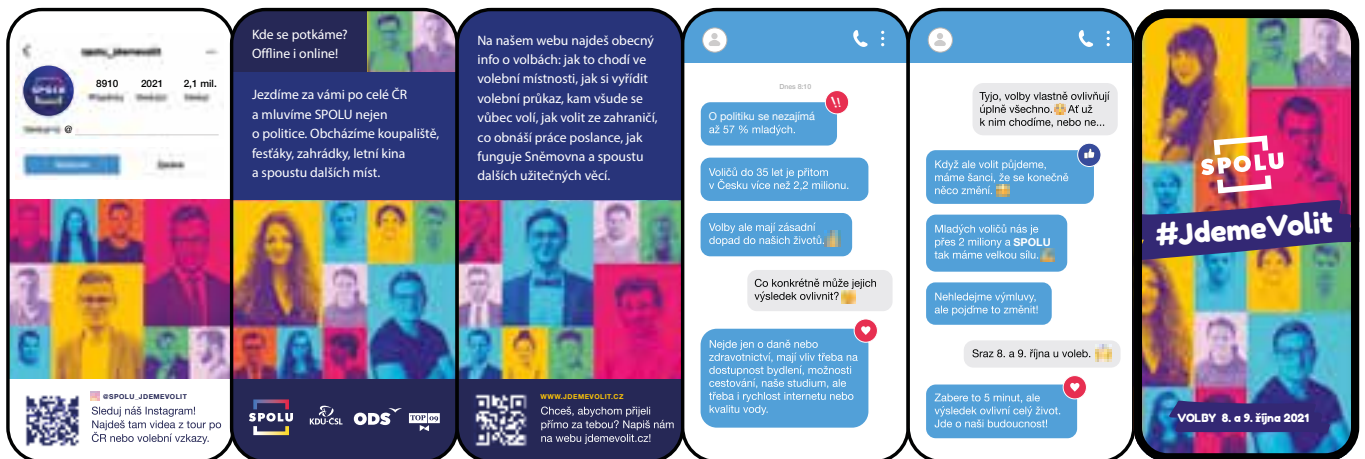 spolu_jdemevolit
8910
2021
2,1 mil.
SPOLU
@
@SPOLU_JDEMEVOLIT
Sleduj náš Instagram!
Najdeš tam videa z tour po
ČR nebo volební vzkazy.
Kde se potkáme?
Offline i online!
Jezdíme za vámi po celé ČR
a mluvíme SPOLU nejen
o politice. Obcházíme koupaliště,
fesťáky, zahrádky, letní kina
a spoustu dalších míst.
SPOLU
KDU-ČSL
ODS
TOP 09
Na našem webu najdeš obecný
info o volbách: jak to chodí ve
volební místnosti, jak si vyřídit
volební průkaz, kam všude se
vůbec volí, jak volit ze zahraničí,
co obnáší práce poslance, jak
funguje Sněmovna a spoustu
dalších užitečných věcí.
WWW.JDEMEVOLIT.CZ
Chceš, abychom přijeli
přímo za tebou? Napiš nám
na webu jdemevolit.cz!
Dnes 8:10
O politiku se nezajímá
až 57 % mladých.
Voličů do 35 let je přitom
v Česku více než 2,2 milionu.
Volby ale mají zásadní
dopad do našich životů.
Co konkrétně může jejich
výsledek ovlivnit?
Nejde jen o daně nebo
zdravotnictví, mají vliv třeba na
dostupnost bydlení, možnosti
cestování, naše studium, ale
třeba i rychlost internetu nebo
kvalitu vody.
Tyjo, volby vlastně ovlivňují
úplně všechno. Ať už
k nim chodíme, nebo ne...
Když ale volit půjdeme,
máme šanci, že se konečně
něco změní.
Mladých voličů nás je
přes 2 miliony a SPOLU
tak máme velkou sílu.
Nehledejme výmluvy,
ale pojďme to změnit!
Sraz 8. a 9. října u voleb.
Zabere to 5 minut, ale
výsledek ovlivní celý život.
Jde o naši budoucnost!
SPOLU
#JdemeVolit
VOLBY 8. a 9. října 2021